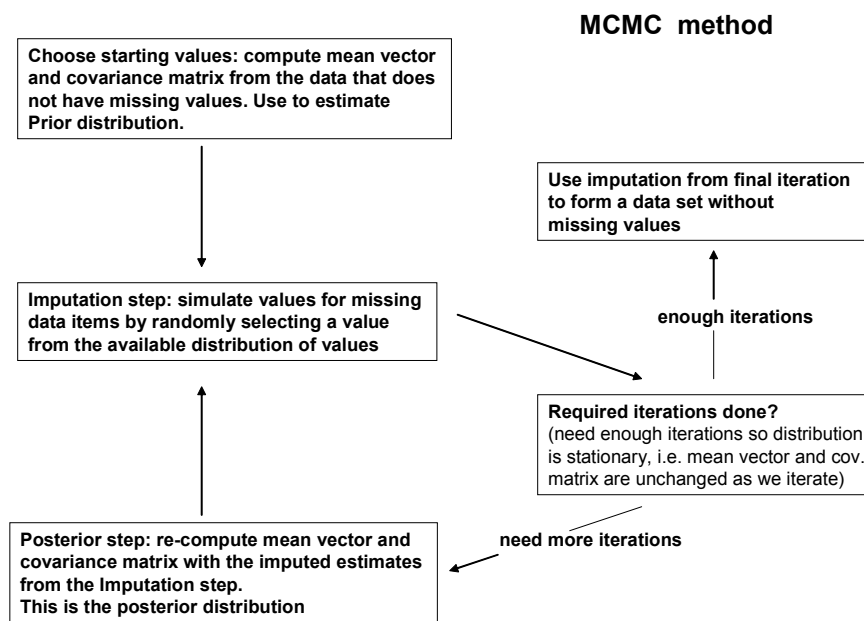 MCMC method
Choose starting values: compute mean vector
and covariance matrix from the data that does
not have missing values. Use to estimate
Prior distribution.
Use imputation from final iteration
to form a data set without
missing values
Imputation step: simulate values for missing
data items by randomly selecting a value
from the available distribution of values
enough iterations
Required iterations done?
(need enough iterations so distribution
is stationary, i.e. mean vector and cov.
matrix are unchanged as we iterate)
need more iterations
Posterior step: re-compute mean vector and
covariance matrix with the imputed estimates
from the Imputation step.
This is the posterior distribution